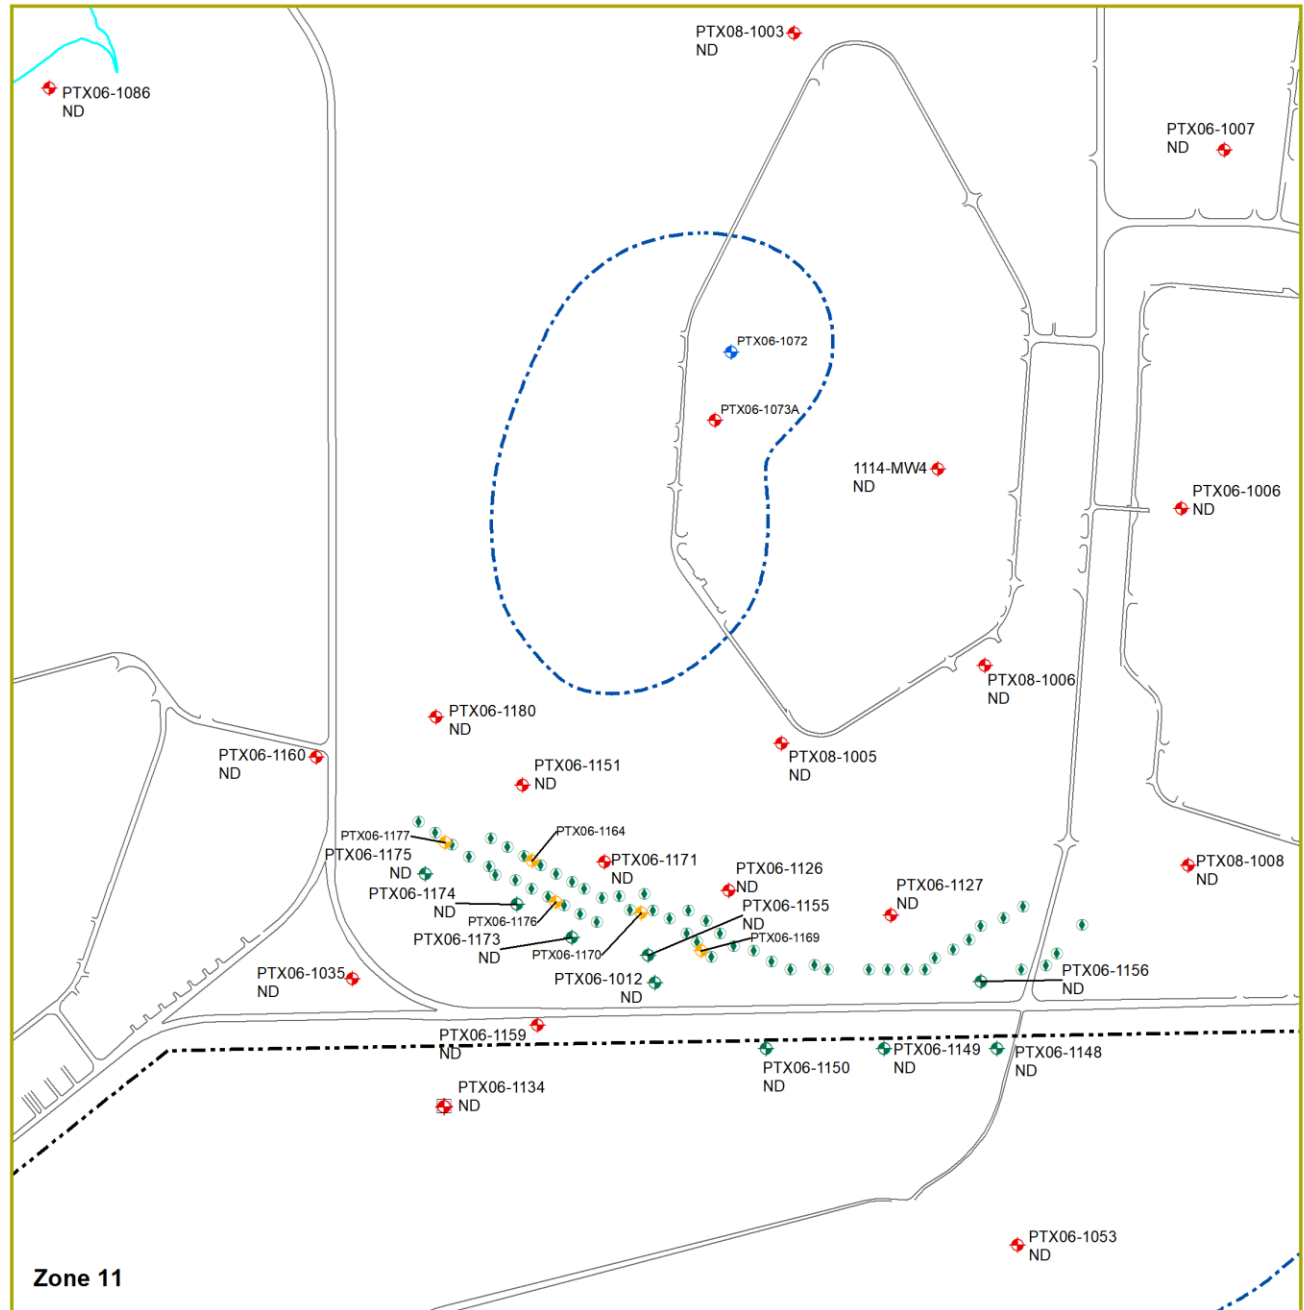 PTX08-1003
ND
PTX06-1086
ND
PTX06-1007
ND
PTX06-1072
PTX06-1073A
1114-MW4
ND
PTX06-1006
ND
PTX08-1006
ND
PTX06-1180
ND
PTX06-1160
ND
PTX08-1005
ND
PTX06-1151
ND
PTX06-1177
PTX06-1164
PTX06-1175
ND
PTX06-1171
ND
PTX06-1126
ND
PTX08-1008
ND
PTX06-1174
ND
PTX06-1127
ND
PTX06-1155
ND
PTX06-1176
PTX06-1173
ND
PTX06-1170
PTX06-1169
PTX06-1035
ND
PTX06-1012
ND
PTX06-1156
ND
PTX06-1159
ND
PTX06-1150
ND
PTX06-1149
ND
PTX06-1148
ND
PTX06-1134
ND
PTX06-1053
ND
Zone 11